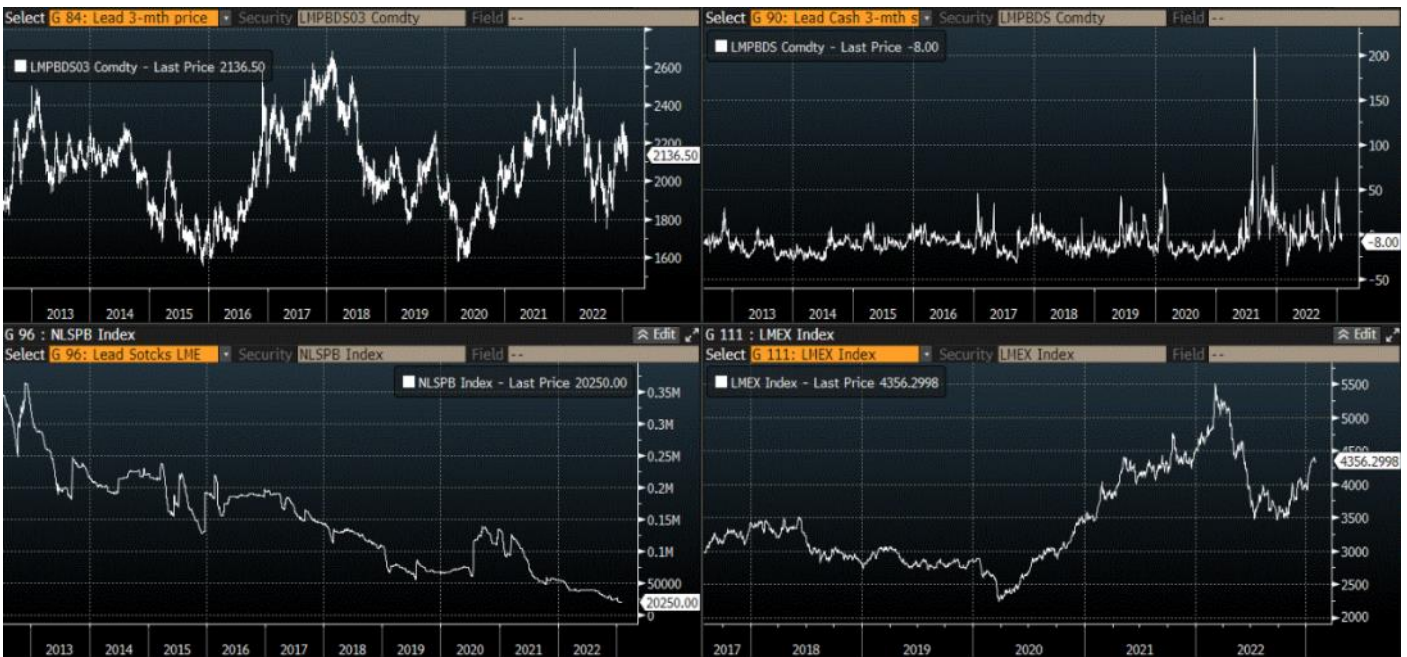 Select G 84: Lead 3-mth price Security LMPBDS03 Comdty Field --
LMPBDS03 Comdty - Last Price 2136.50
2600
2400
2200
2136.50
2000
1800
1600
2013 2014 2015 2016 2017 2018 2019 2020 2021 2022
Select G 90: Lead Cash 3-mth s Security LMPBDS Comdty Field --
LMPBDS Comdty - Last Price -8.00
200
150
100
50
-8.00
-50
2013 2014 2015 2016 2017 2018 2019 2020 2021 2022
G 96 : NLSPB Index Edit
Select G 96: Lead Sotcks LME Security NLSPB Index Field --
NLSPB Index - Last Price 20250.00
0.35M
0.3M
0.25M
0.2M
0.15M
0.1M
50000
20250.00
0
2013 2014 2015 2016 2017 2018 2019 2020 2021 2022
G 111 : LMEX Index Edit
Select G 111: LMEX Index Security LMEX Index Field --
LMEX Index - Last Price 4356.2998
5500
5000
4500
4356.2998
4000
3500
3000
2500
2000
2017 2018 2019 2020 2021 2022